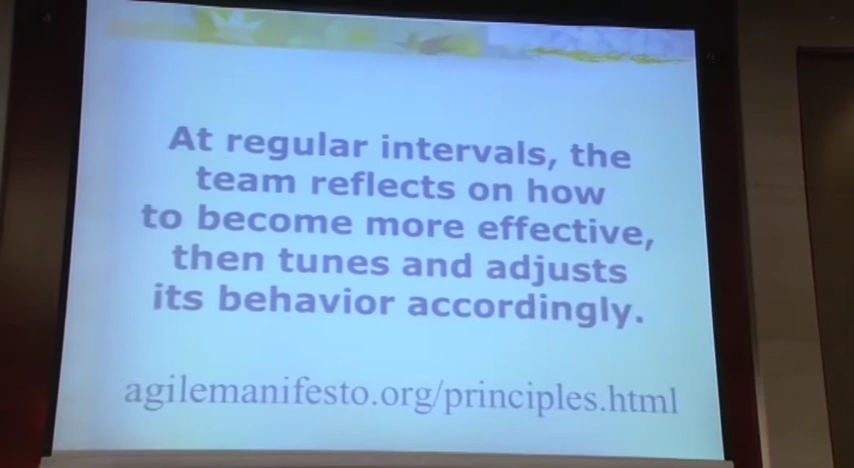 At regular intervals, the
team reflects on how
to become more effective,
then tunes and adjusts
its behavior accordingly.
agilemanifesto.org/principles.html